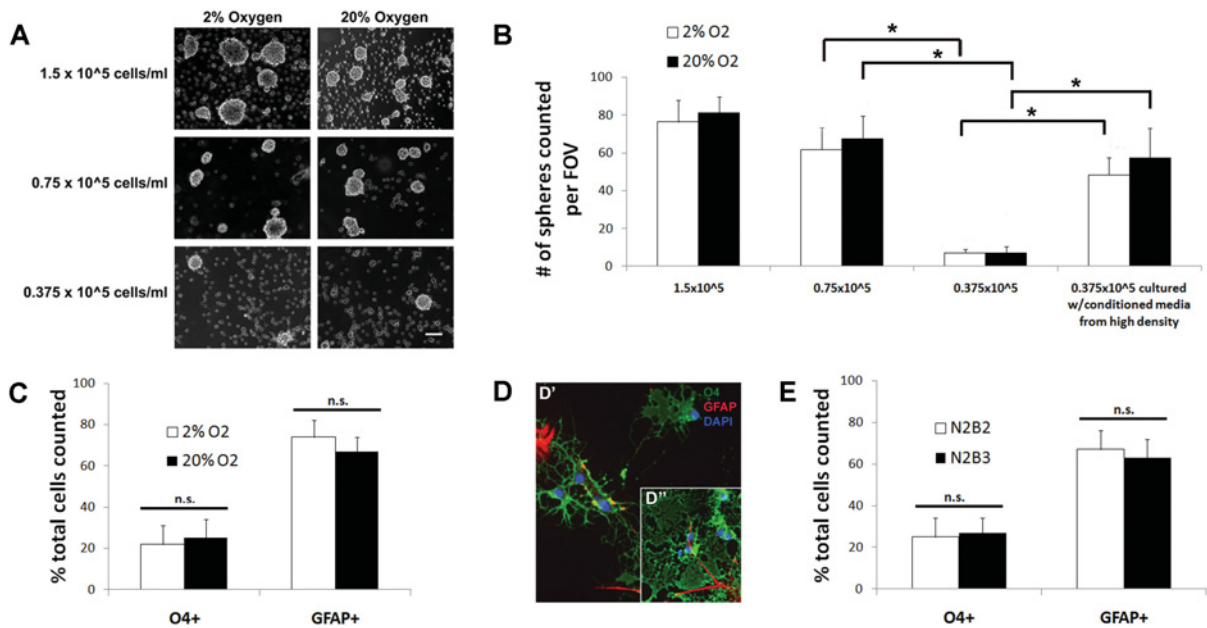 A
2% Oxygen
20% Oxygen
1.5 x 10^5 cells/ml
0.75 x 10^5 cells/ml
0.375 x 10^5 cells/ml
B
2% O2
20% O2
*
*
*
*
# of spheres counted
per FOV
100
80
60
40
20
0
1.5x10^5
0.75x10^5
0.375x10^5
0.375x10^5 cultured
w/conditioned media
from high density
C
% total cells counted
100
80
60
40
20
0
2% O2
20% O2
n.s.
n.s.
O4+
GFAP+
D
D'
O4
GFAP
DAPI
D"
E
% total cells counted
100
80
60
40
20
0
N2B2
N2B3
n.s.
n.s.
O4+
GFAP+